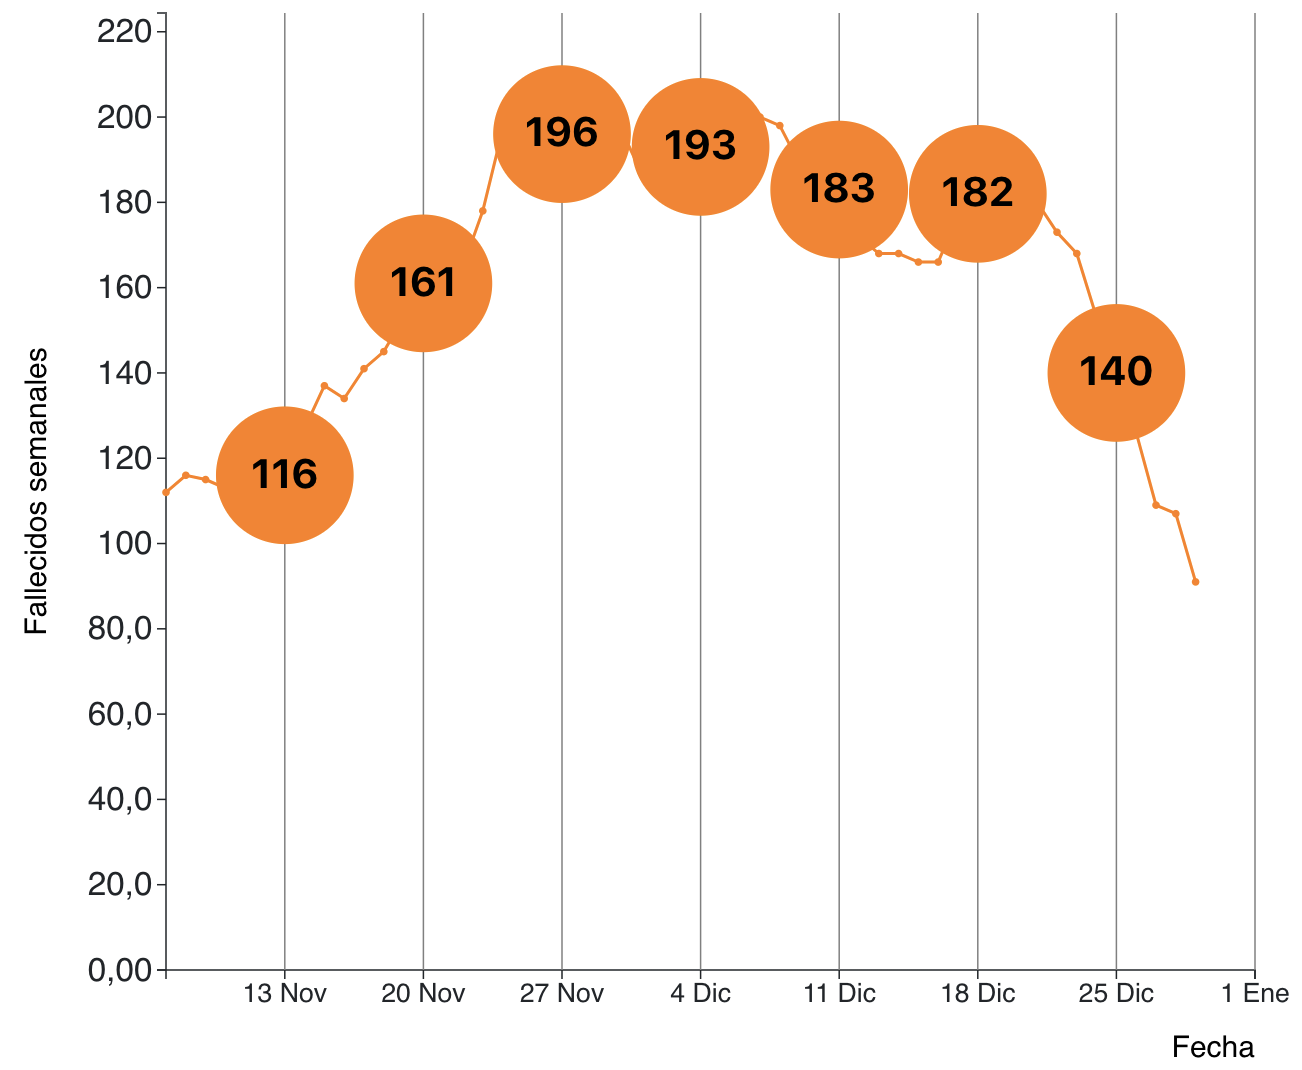 220
200
180
160
140
120
100
80,0
60,0
40,0
20,0
0,00
Fallecidos semanales
116
161
196
193
183
182
140
13 Nov
20 Nov
27 Nov
4 Dic
11 Dic
18 Dic
25 Dic
1 Ene
Fecha